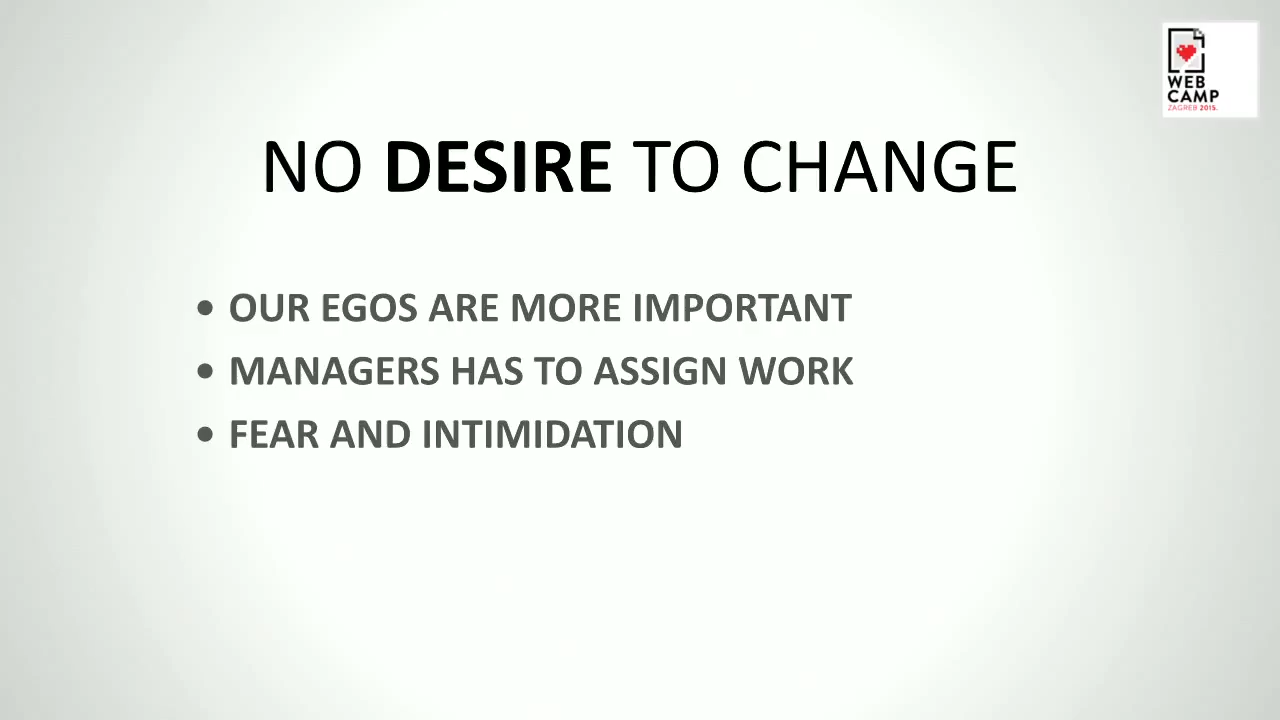 WEB
CAMP
ZAGREB 2015.
NO DESIRE TO CHANGE
• OUR EGOS ARE MORE IMPORTANT
• MANAGERS HAS TO ASSIGN WORK
• FEAR AND INTIMIDATION